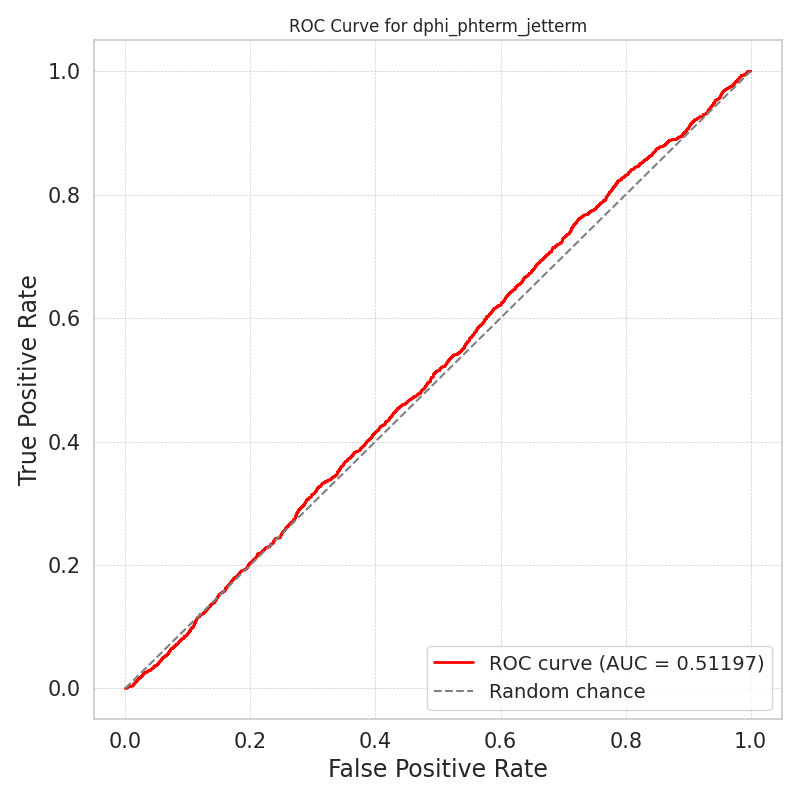 ROC Curve for dphi_phterm_jetterm
True Positive Rate
1.0
0.8
0.6
0.4
0.2
0.0
ROC curve (AUC = 0.51197)
Random chance
0.0 0.2 0.4 0.6 0.8 1.0
False Positive Rate